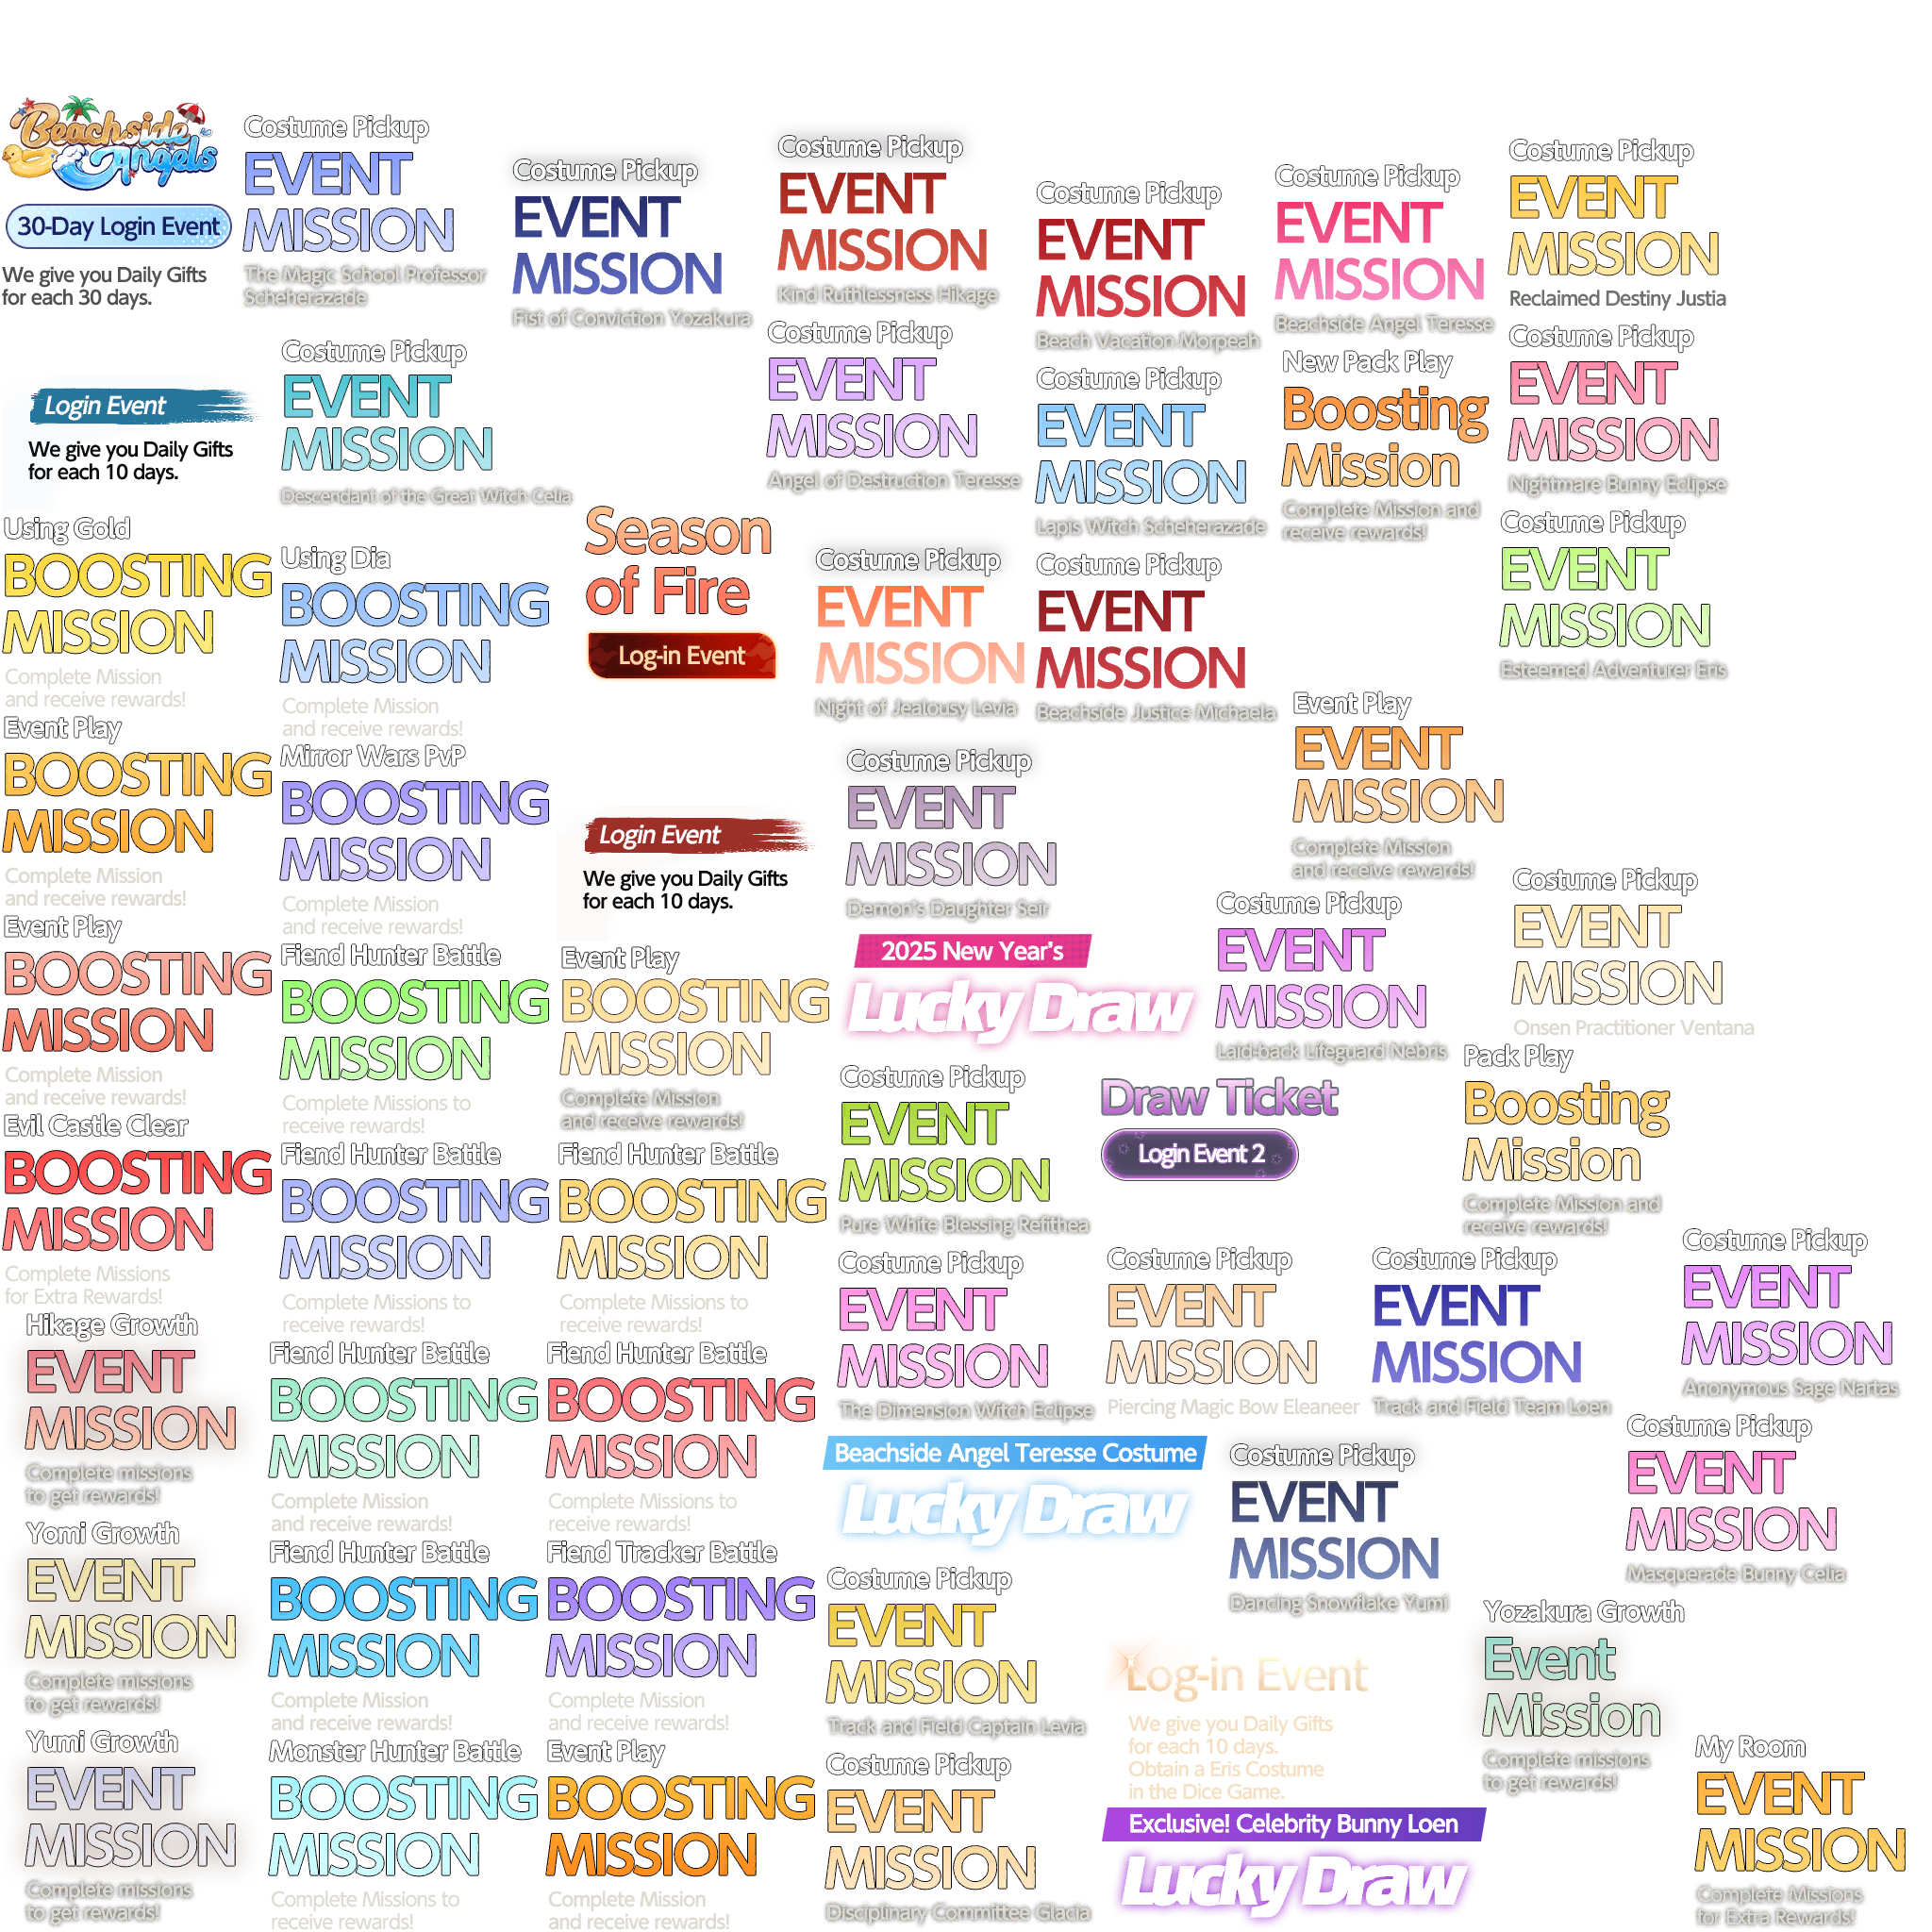 Beachside
Angels
30-Day Login Event
We give you Daily Gifts
for each 30 days.
Costume Pickup
EVENT
MISSION
The Magic School Professor
Scheherazade
Costume Pickup
EVENT
MISSION
Fist of Conviction Yozakura
Costume Pickup
EVENT
MISSION
Kind Ruthlessness Hikage
Costume Pickup
EVENT
MISSION
Beach Vacation Morpeah
Costume Pickup
EVENT
MISSION
Beachside Angel Teresse
Costume Pickup
EVENT
MISSION
Reclaimed Destiny Justia
Login Event
We give you Daily Gifts
for each 10 days.
Costume Pickup
EVENT
MISSION
Descendant of the Great Witch Celia
Costume Pickup
EVENT
MISSION
Angel of Destruction Teresse
Costume Pickup
EVENT
MISSION
Lapis Witch Scheherazade
New Pack Play
Boosting
Mission
Complete Mission and
receive rewards!
Costume Pickup
EVENT
MISSION
Nightmare Bunny Eclipse
Using Gold
BOOSTING
MISSION
Complete Mission
and receive rewards!
Using Dia
BOOSTING
MISSION
Complete Mission
and receive rewards!
Season
of Fire
Log-in Event
Costume Pickup
EVENT
MISSION
Night of Jealousy Levia
Costume Pickup
EVENT
MISSION
Beachside Justice Michaela
Costume Pickup
EVENT
MISSION
Esteemed Adventurer Eris
Event Play
BOOSTING
MISSION
Complete Mission
and receive rewards!
Mirror Wars PvP
BOOSTING
MISSION
Complete Mission
and receive rewards!
Login Event
We give you Daily Gifts
for each 10 days.
Costume Pickup
EVENT
MISSION
Demon's Daughter Seir
Event Play
EVENT
MISSION
Complete Mission
and receive rewards!
Event Play
BOOSTING
MISSION
Complete Mission
and receive rewards!
Fiend Hunter Battle
BOOSTING
MISSION
Complete Missions to
receive rewards!
Event Play
BOOSTING
MISSION
Complete Mission
and receive rewards!
2025 New Year's
Lucky Draw
Costume Pickup
EVENT
MISSION
Laid-back Lifeguard Nebris
Costume Pickup
EVENT
MISSION
Onsen Practitioner Ventana
Evil Castle Clear
BOOSTING
MISSION
Complete Missions
for Extra Rewards!
Fiend Hunter Battle
BOOSTING
MISSION
Complete Missions to
receive rewards!
Fiend Hunter Battle
BOOSTING
MISSION
Complete Missions to
receive rewards!
Costume Pickup
EVENT
MISSION
Pure White Blessing Refithea
Draw Ticket
Login Event 2
Pack Play
Boosting
Mission
Complete Mission and
receive rewards!
Hikage Growth
EVENT
MISSION
Complete missions
to get rewards!
Fiend Hunter Battle
BOOSTING
MISSION
Complete Mission
and receive rewards!
Fiend Hunter Battle
BOOSTING
MISSION
Complete Missions to
receive rewards!
Costume Pickup
EVENT
MISSION
The Dimension Witch Eclipse
Costume Pickup
EVENT
MISSION
Piercing Magic Bow Eleaneer
Costume Pickup
EVENT
MISSION
Track and Field Team Loen
Costume Pickup
EVENT
MISSION
Anonymous Sage Nartas
Beachside Angel Teresse Costume
Lucky Draw
Costume Pickup
EVENT
MISSION
Dancing Snowflake Yumi
Costume Pickup
EVENT
MISSION
Masquerade Bunny Celia
Yomi Growth
EVENT
MISSION
Complete missions
to get rewards!
Fiend Hunter Battle
BOOSTING
MISSION
Complete Mission
and receive rewards!
Fiend Tracker Battle
BOOSTING
MISSION
Complete Mission
and receive rewards!
Costume Pickup
EVENT
MISSION
Track and Field Captain Levia
Log-in Event
We give you Daily Gifts
for each 10 days.
Obtain a Eris Costume
in the Dice Game.
Yozakura Growth
Event
Mission
Complete missions
to get rewards!
Yumi Growth
EVENT
MISSION
Complete missions
to get rewards!
Monster Hunter Battle
BOOSTING
MISSION
Complete Missions to
receive rewards!
Event Play
BOOSTING
MISSION
Complete Mission
and receive rewards!
Costume Pickup
EVENT
MISSION
Disciplinary Committee Glacia
Exclusive! Celebrity Bunny Loen
Lucky Draw
My Room
EVENT
MISSION
Complete Missions
for Extra Rewards!